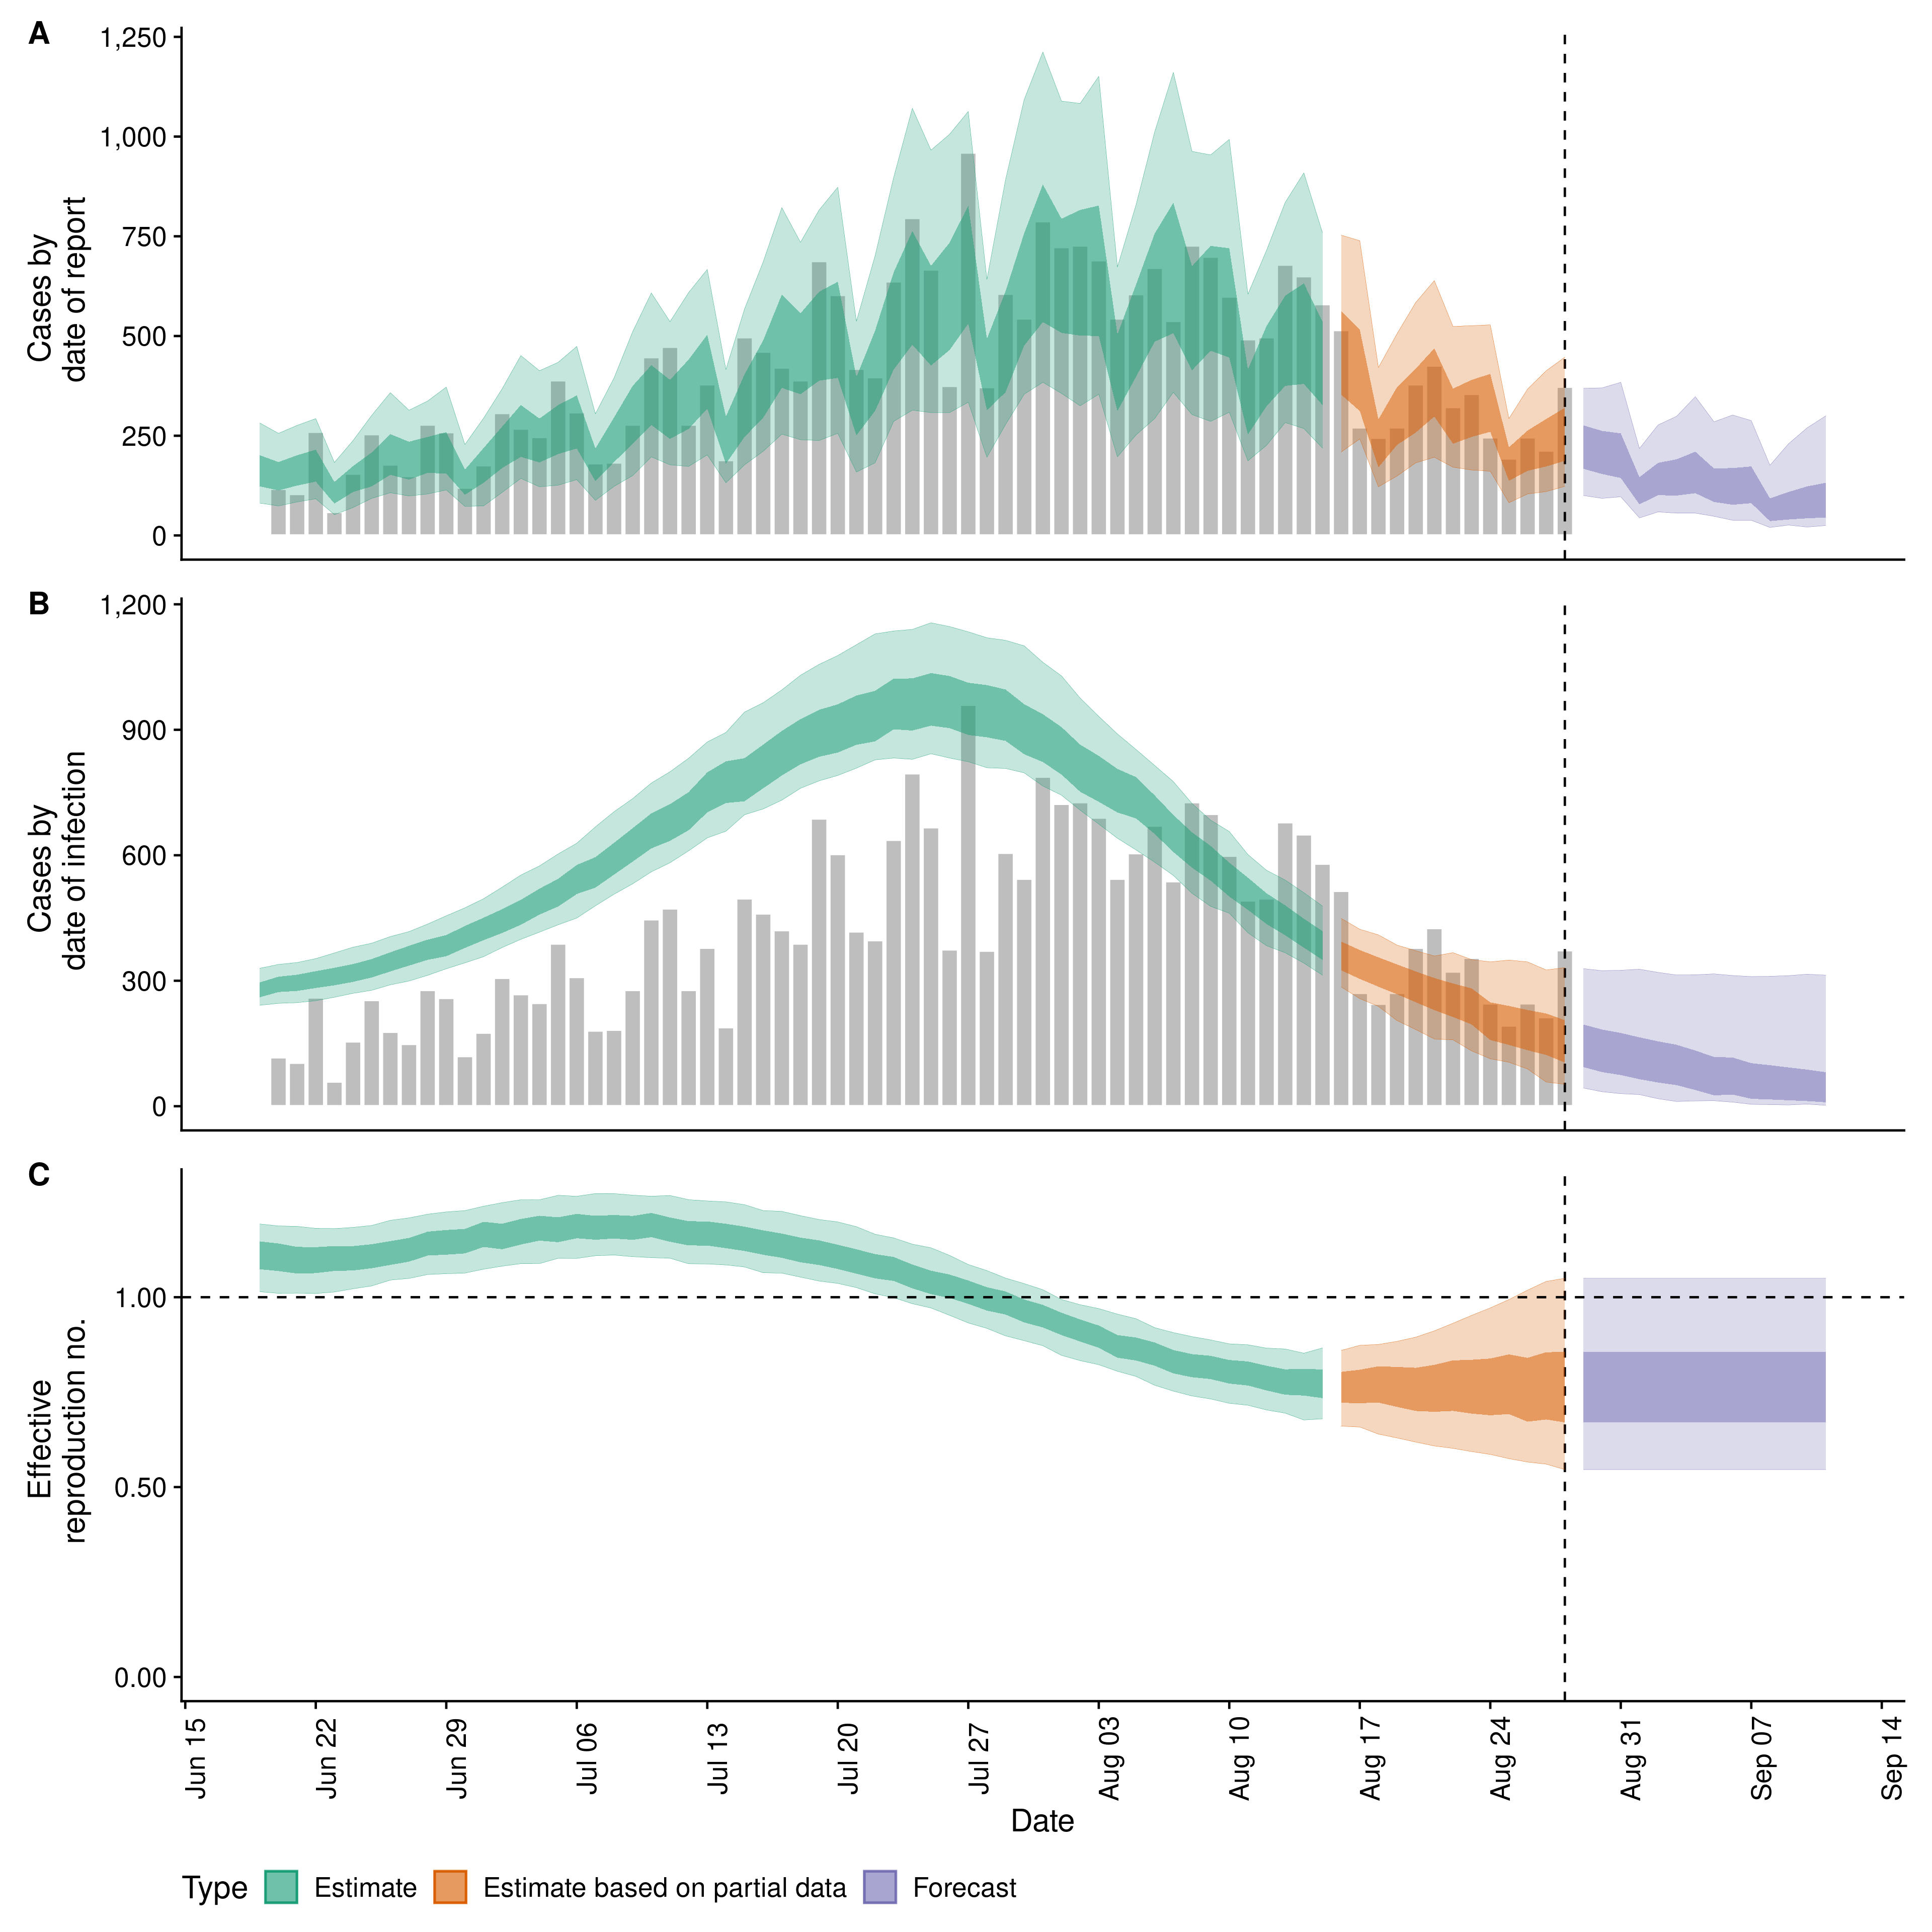 A
Cases by
date of report
1,250
1,000
750
500
250
0
B
Cases by
date of infection
1,200
900
600
300
0
C
Effective
reproduction no.
1.00
0.50
0.00
Jun 15
Jun 22
Jun 29
Jul 06
Jul 13
Jul 20
Jul 27
Aug 03
Aug 10
Aug 17
Aug 24
Aug 31
Sep 07
Sep 14
Date
Type Estimate Estimate based on partial data Forecast